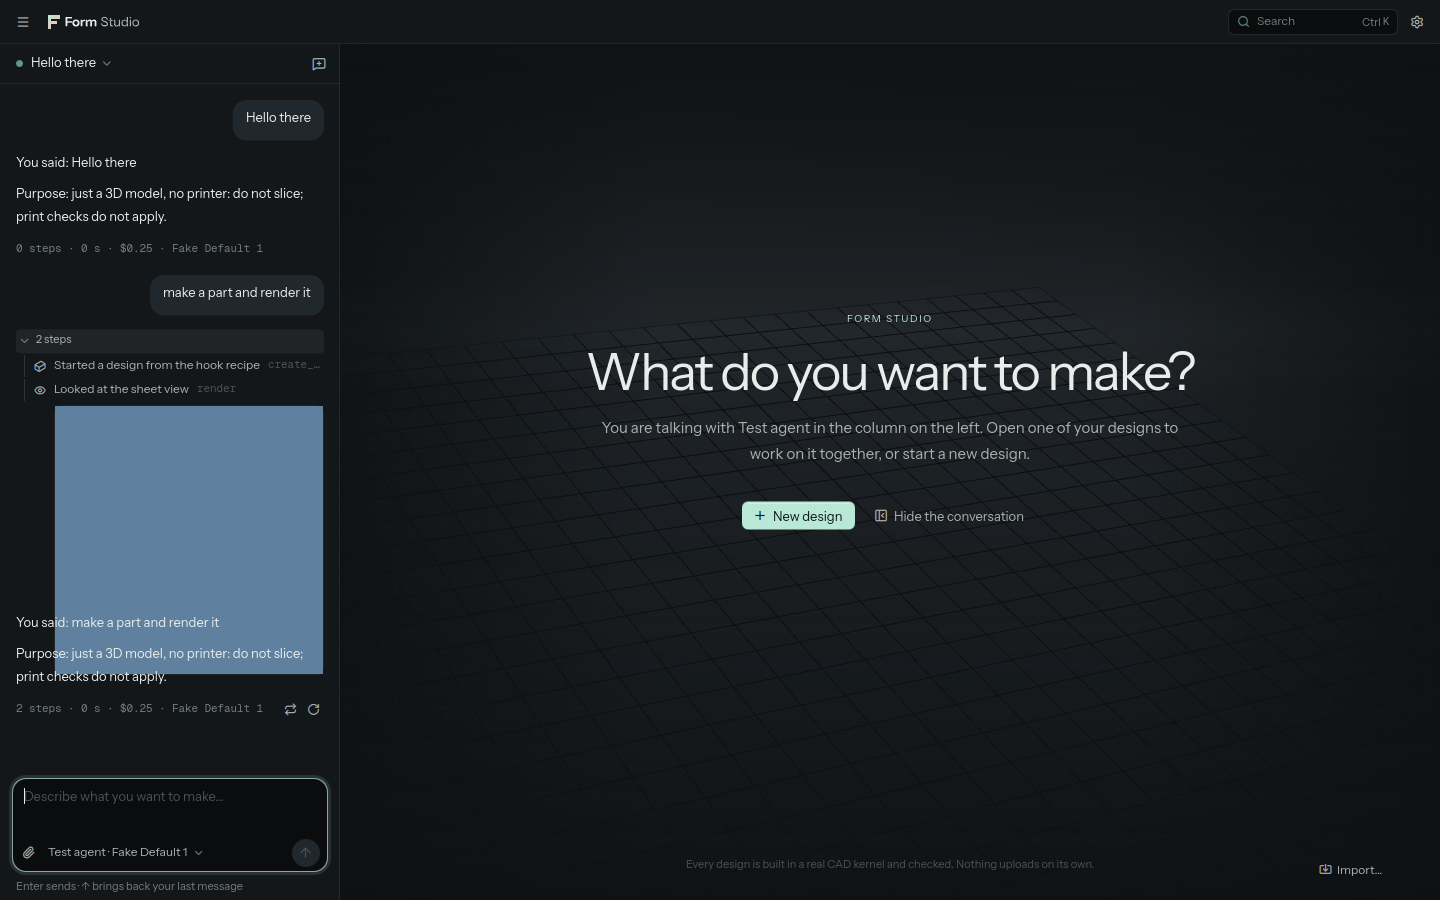 Form Studio
Search
Ctrl K
Hello there
Hello there
You said: Hello there
Purpose: just a 3D model, no printer: do not slice;
print checks do not apply.
0 steps · 0 s · $0.25 · Fake Default 1
make a part and render it
2 steps
Started a design from the hook recipe create_…
Looked at the sheet view render
You said: make a part and render it
Purpose: just a 3D model, no printer: do not slice;
print checks do not apply.
2 steps · 0 s · $0.25 · Fake Default 1
Describe what you want to make…
Test agent · Fake Default 1
Enter sends · ↑ brings back your last message
FORM STUDIO
What do you want to make?
You are talking with Test agent in the column on the left. Open one of your designs to
work on it together, or start a new design.
New design
Hide the conversation
Every design is built in a real CAD kernel and checked. Nothing uploads on its own.
Import…